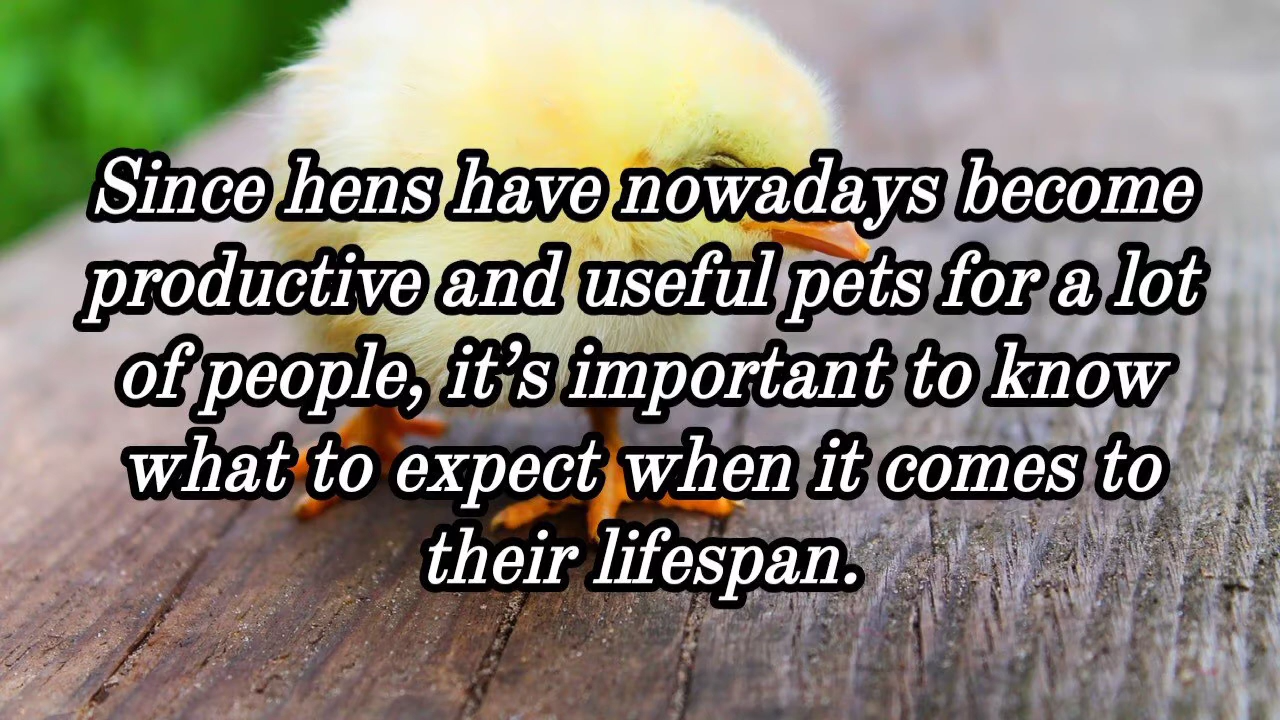 Since hens have nowadays become
productive and useful pets for a lot
of people, it’s important to know
what to expect when it comes to
their lifespan.